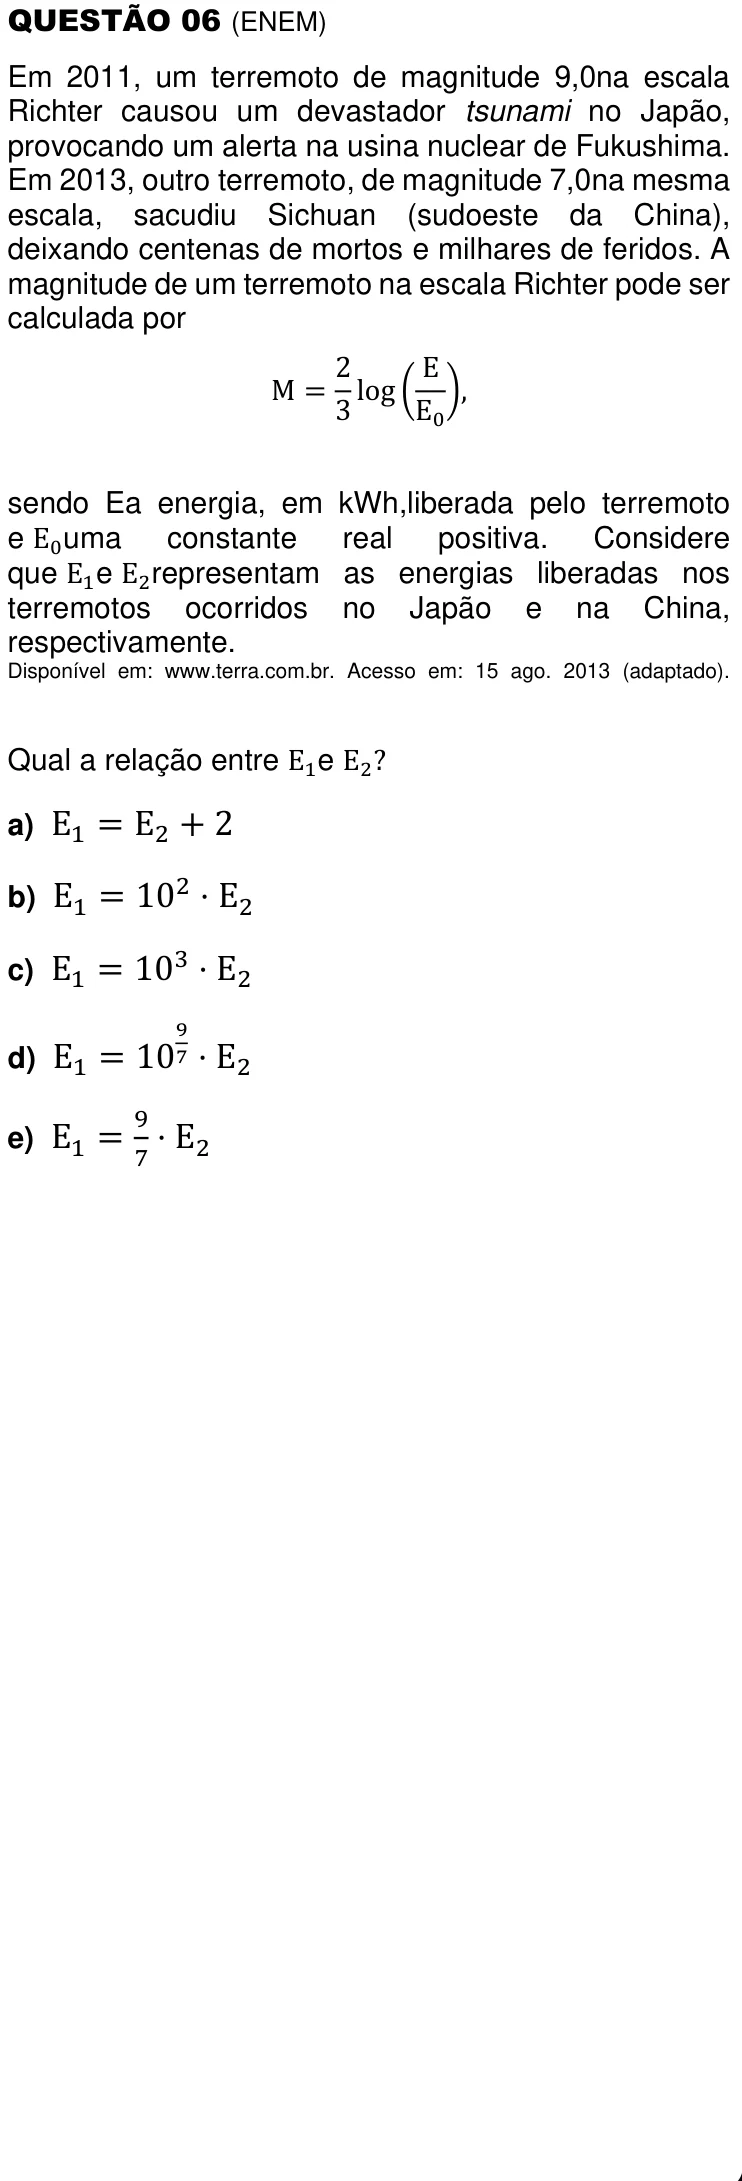 QUESTÃO 06 (ENEM)
Em 2011, um terremoto de magnitude 9,0na escala
Richter causou um devastador tsunami no Japão,
provocando um alerta na usina nuclear de Fukushima.
Em 2013, outro terremoto, de magnitude 7,0na mesma
escala, sacudiu Sichuan (sudoeste da China),
deixando centenas de mortos e milhares de feridos. A
magnitude de um terremoto na escala Richter pode ser
calculada por
M = \frac{2}{3} log (\frac{E}{E₀}),
sendo Ea energia, em kWh,liberada pelo terremoto
e E₀uma constante real positiva. Considere
que E₁e E₂representam as energias liberadas nos
terremotos ocorridos no Japão e na China,
respectivamente.
Disponível em: www.terra.com.br. Acesso em: 15 ago. 2013 (adaptado).
Qual a relação entre E₁e E₂?
a) E₁ = E₂ + 2
b) E₁ = 10² · E₂
c) E₁ = 10³ · E₂
d) E₁ = 10^{\frac{9}{7}} · E₂
e) E₁ = \frac{9}{7} · E₂